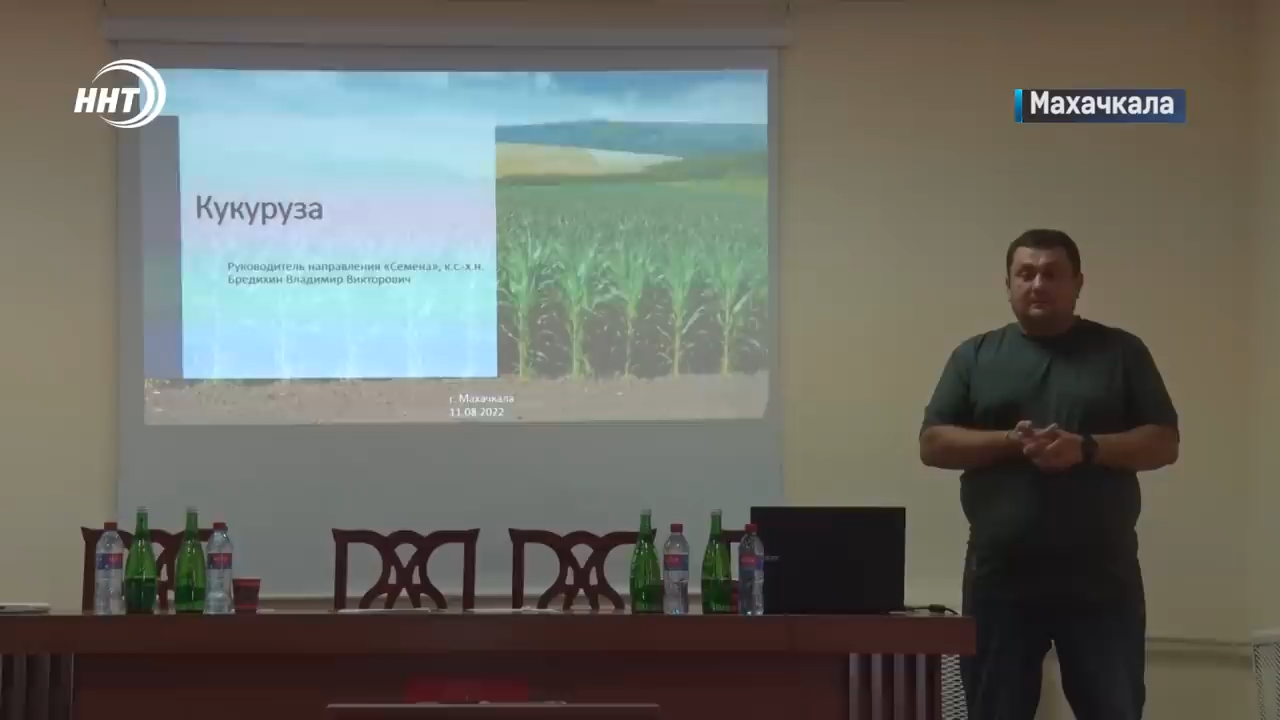 ННТ
Махачкала
Кукуруза
Руководитель направления «Семена», к.с.-х.н.
Бредихин Владимир Викторович
г. Махачкала
11.08.2022